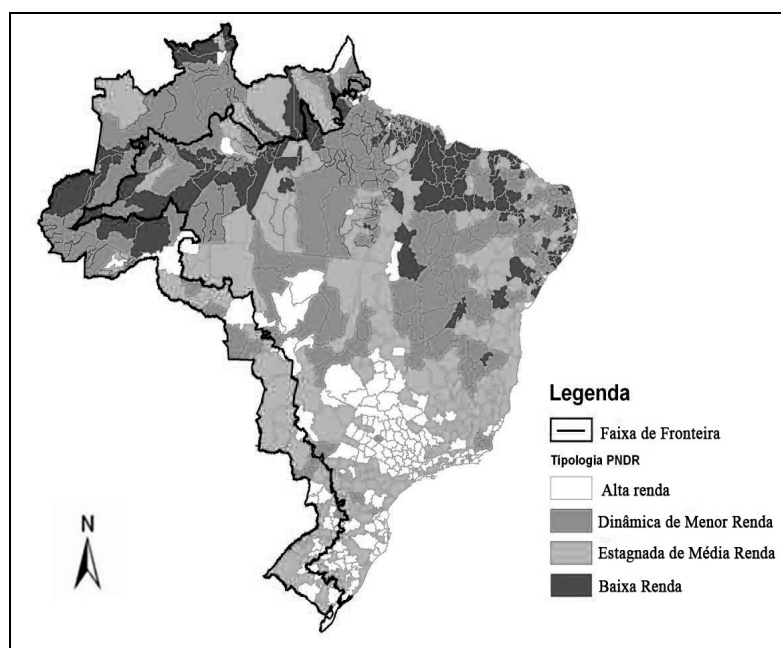 Legenda
Faixa de Fronteira
Tipologia PNDR
Alta renda
Dinâmica de Menor Renda
Estagnada de Média Renda
Baixa Renda
N